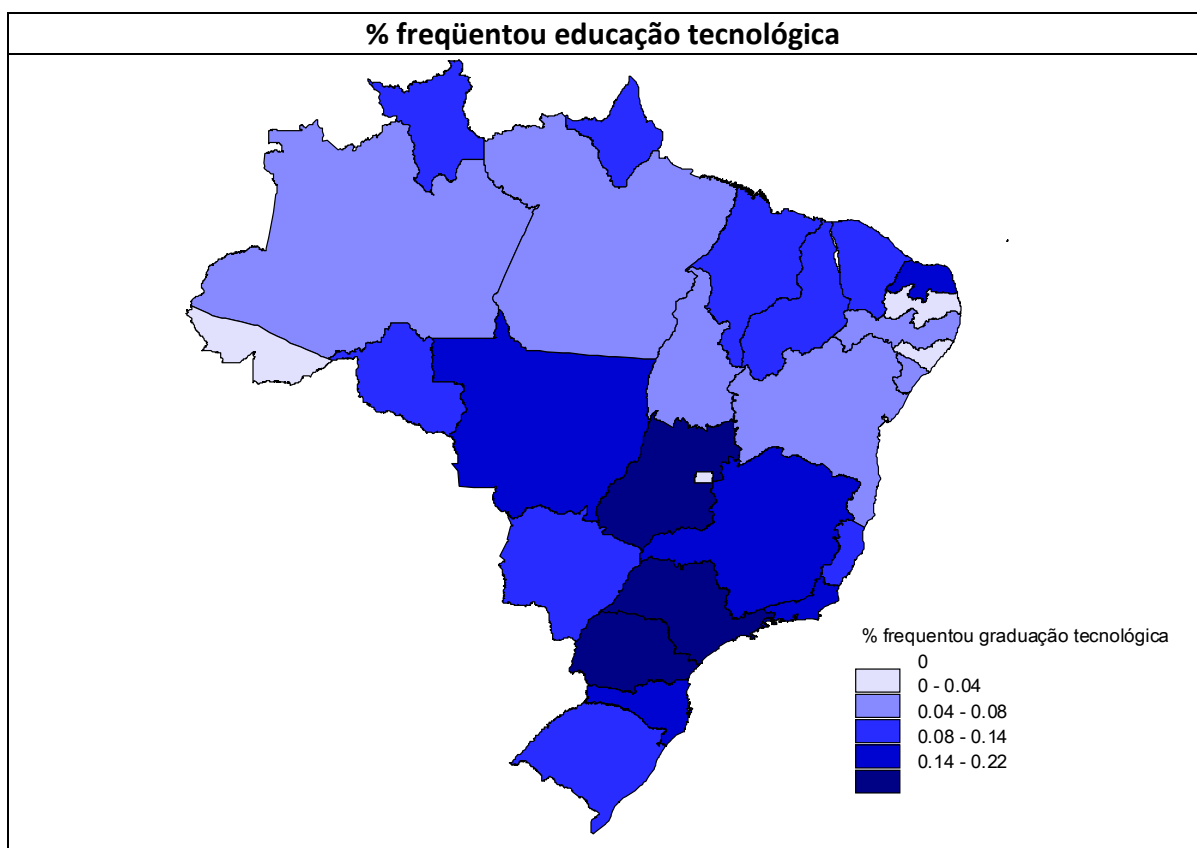 % freqüentou educação tecnológica
% frequentou graduação tecnológica
0
0 - 0.04
0.04 - 0.08
0.08 - 0.14
0.14 - 0.22